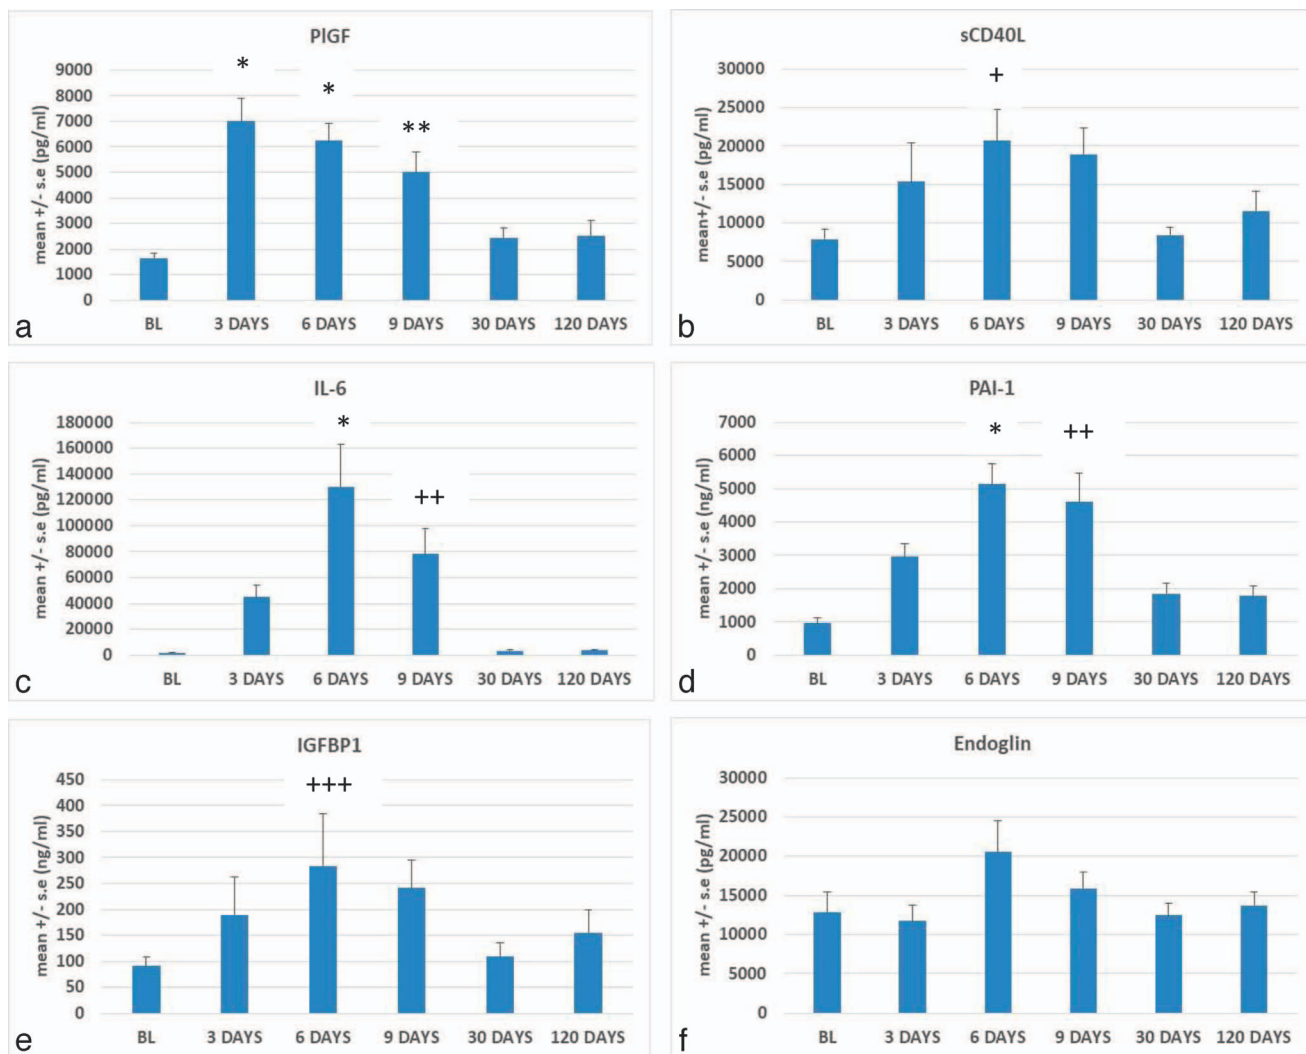 PlGF
mean +/- s.e (pg/ml)
9000
8000
7000
6000
5000
4000
3000
2000
1000
0
*
*
**
BL 3 DAYS 6 DAYS 9 DAYS 30 DAYS 120 DAYS
a
sCD40L
mean+/- s.e (pg/ml)
30000
25000
20000
15000
10000
5000
0
+
BL 3 DAYS 6 DAYS 9 DAYS 30 DAYS 120 DAYS
b
IL-6
mean +/- s.e (pg/ml)
180000
160000
140000
120000
100000
80000
60000
40000
20000
0
*
++
BL 3 DAYS 6 DAYS 9 DAYS 30 DAYS 120 DAYS
c
PAI-1
mean +/- s.e (ng/ml)
7000
6000
5000
4000
3000
2000
1000
0
*
++
BL 3 DAYS 6 DAYS 9 DAYS 30 DAYS 120 DAYS
d
IGFBP1
mean +/- s.e (ng/ml)
450
400
350
300
250
200
150
100
50
0
+++
BL 3 DAYS 6 DAYS 9 DAYS 30 DAYS 120 DAYS
e
Endoglin
mean +/- s.e (pg/ml)
30000
25000
20000
15000
10000
5000
0
BL 3 DAYS 6 DAYS 9 DAYS 30 DAYS 120 DAYS
f